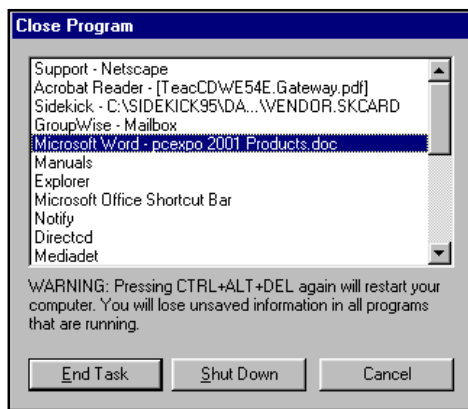 Close Program
Support - Netscape
Acrobat Reader - [TeacCDWE54E.Gateway.pdf]
Sidekick - C:\SIDEKICK95\DA...\VENDOR.SKCARD
GroupWise - Mailbox
Microsoft Word - pcexpo 2001 Products.doc
Manuals
Explorer
Microsoft Office Shortcut Bar
Notify
Directcd
Mediadet
WARNING: Pressing CTRL+ALT+DEL again will restart your
computer. You will lose unsaved information in all programs
that are running.
End Task Shut Down Cancel